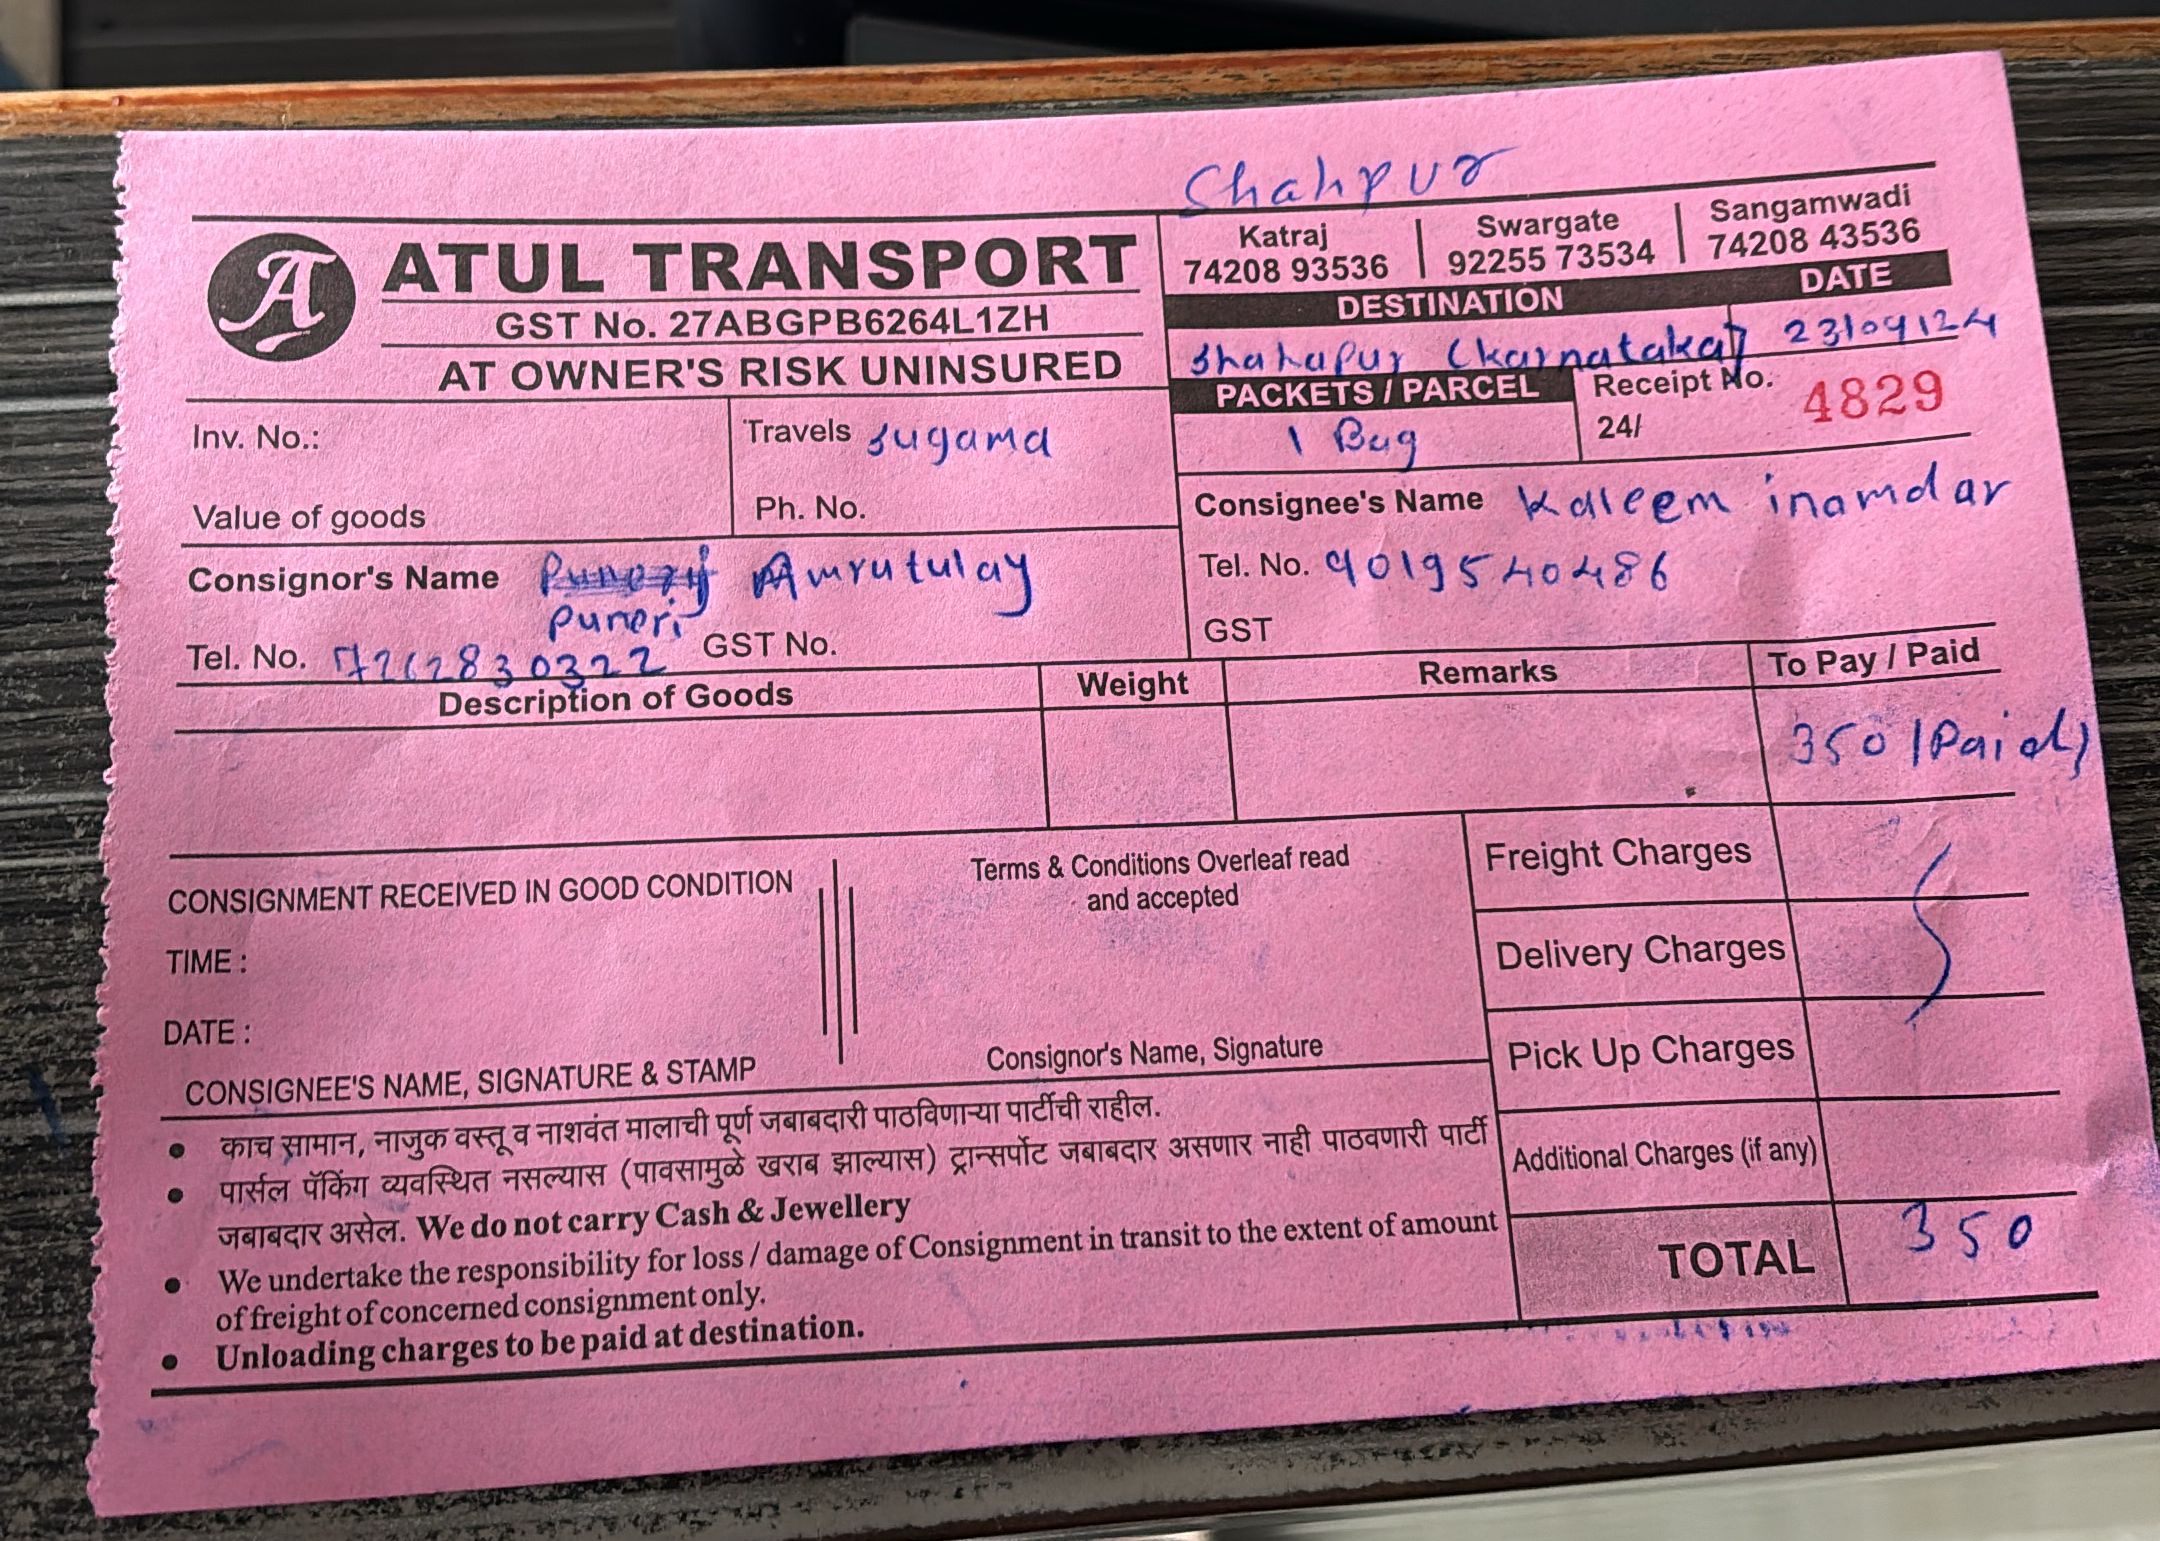 Shahpur
ATUL TRANSPORT
GST No. 27ABGPB6264L1ZH
AT OWNER'S RISK UNINSURED
Katraj Swargate Sangamwadi
74208 93536 92255 73534 74208 43536
DESTINATION DATE
Shahapur (Karnataka) 23/09/24
PACKETS / PARCEL Receipt No.
1 Bag 24/ 4829
Inv. No.: Travels Sugama
Value of goods Ph. No.
Consignor's Name Amrutulay
Puneri
Tel. No. 7262830322 GST No.
Consignee's Name Kaleem inamdar
Tel. No. 9019540486
GST
Description of Goods Weight Remarks To Pay / Paid
350 (Paid)
CONSIGNMENT RECEIVED IN GOOD CONDITION
TIME :
DATE :
CONSIGNEE'S NAME, SIGNATURE & STAMP
Terms & Conditions Overleaf read
and accepted
Consignor's Name, Signature
Freight Charges
Delivery Charges
Pick Up Charges
Additional Charges (if any)
TOTAL 350
• काच सामान, नाजुक वस्तू व नाशवंत मालाची पूर्ण जबाबदारी पाठविणाऱ्या पार्टीची राहील.
• पार्सल पॅकिंग व्यवस्थित नसल्यास (पावसामुळे खराब झाल्यास) ट्रान्सर्पोट जबाबदार असणार नाही पाठवणारी पार्टी
जबाबदार असेल. We do not carry Cash & Jewellery
• We undertake the responsibility for loss / damage of Consignment in transit to the extent of amount
of freight of concerned consignment only.
• Unloading charges to be paid at destination.